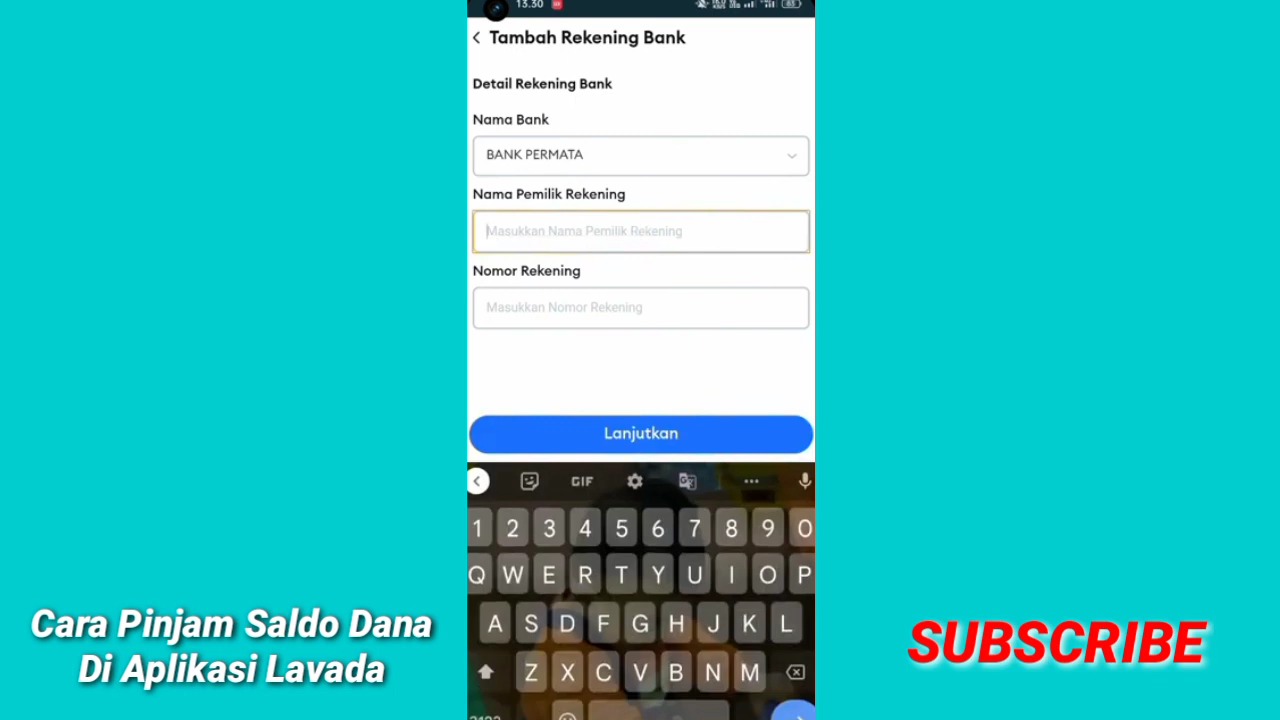 13.30
Tambah Rekening Bank
Detail Rekening Bank
Nama Bank
BANK PERMATA
Nama Pemilik Rekening
Masukkan Nama Pemilik Rekening
Nomor Rekening
Masukkan Nomor Rekening
Lanjutkan
GIF
1 2 3 4 5 6 7 8 9 0
Q W E R T Y U I O P
A S D F G H J K L
Z X C V B N M
Cara Pinjam Saldo Dana
Di Aplikasi Lavada
SUBSCRIBE